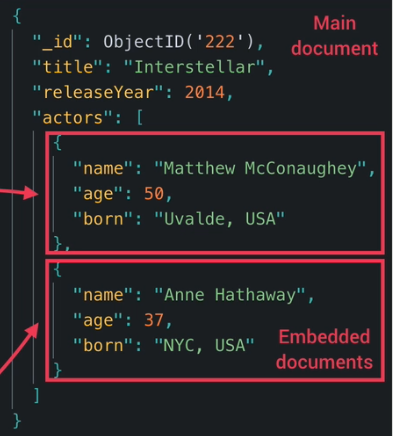 {
"_id": ObjectID('222'),
Main document
"title": "Interstellar",
"releaseYear": 2014,
"actors": [
{
"name": "Matthew McConaughey",
"age": 50,
"born": "Uvalde, USA"
},
{
"name": "Anne Hathaway",
"age": 37,
"born": "NYC, USA"
Embedded documents
}
]
}